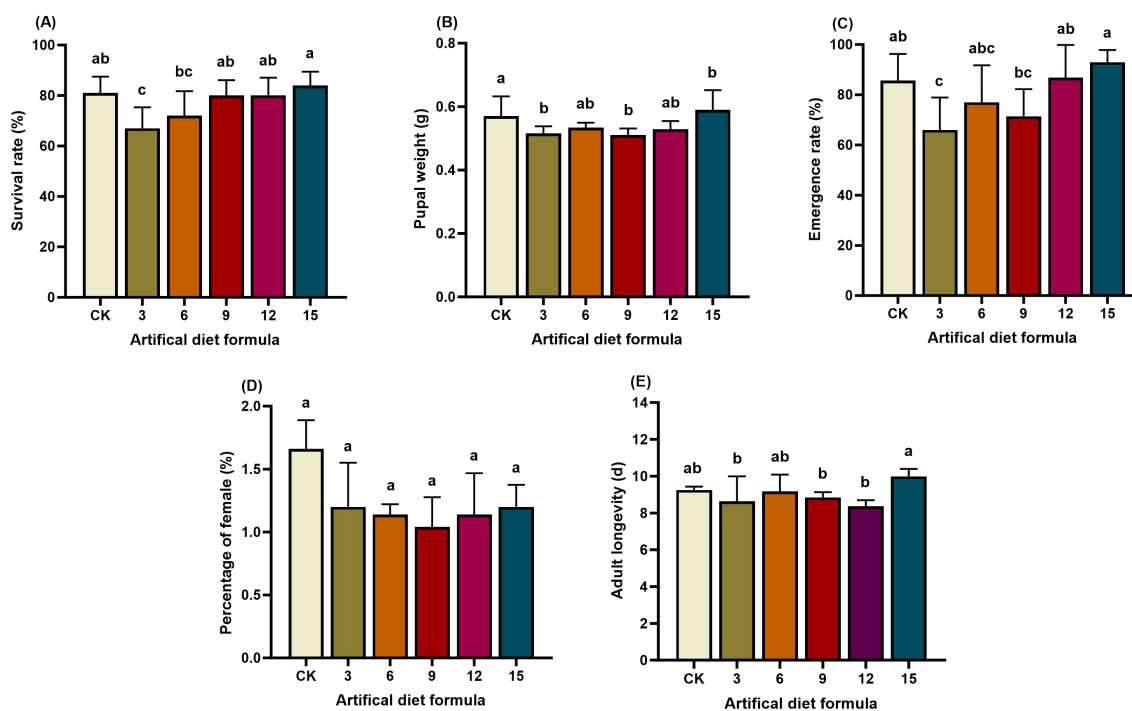 (A)
Survival rate (%)
100
80
60
40
20
0
ab c bc ab ab a
CK 3 6 9 12 15
Artifical diet formula
(B)
Pupal weight (g)
0.8
0.6
0.4
0.2
0.0
a b ab b ab b
CK 3 6 9 12 15
Artifical diet formula
(C)
Emergence rate (%)
100
80
60
40
20
0
ab c abc bc ab a
CK 3 6 9 12 15
Artifical diet formula
(D)
Percentage of female (%)
2.0
1.5
1.0
0.5
0.0
a a a a a a
CK 3 6 9 12 15
Artifical diet formula
(E)
Adult longevity (d)
14
12
10
8
6
4
2
0
ab b ab b b a
CK 3 6 9 12 15
Artifical diet formula